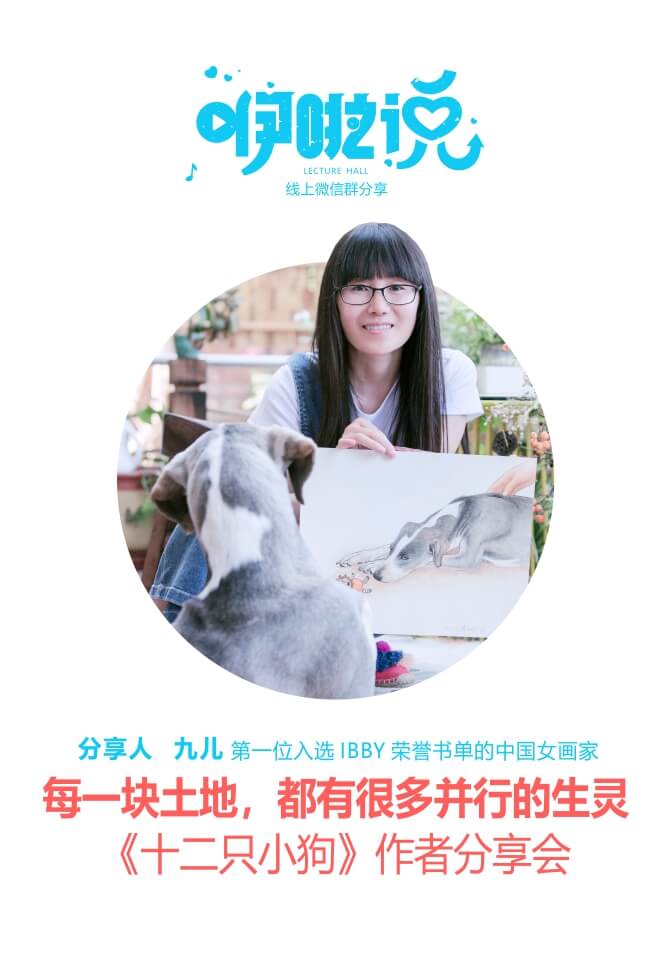 咿啦说
LECTURE HALL
线上微信群分享
分享人 九儿 第一位入选 IBBY 荣誉书单的中国女画家
每一块土地，都有很多并行的生灵
《十二只小狗》作者分享会